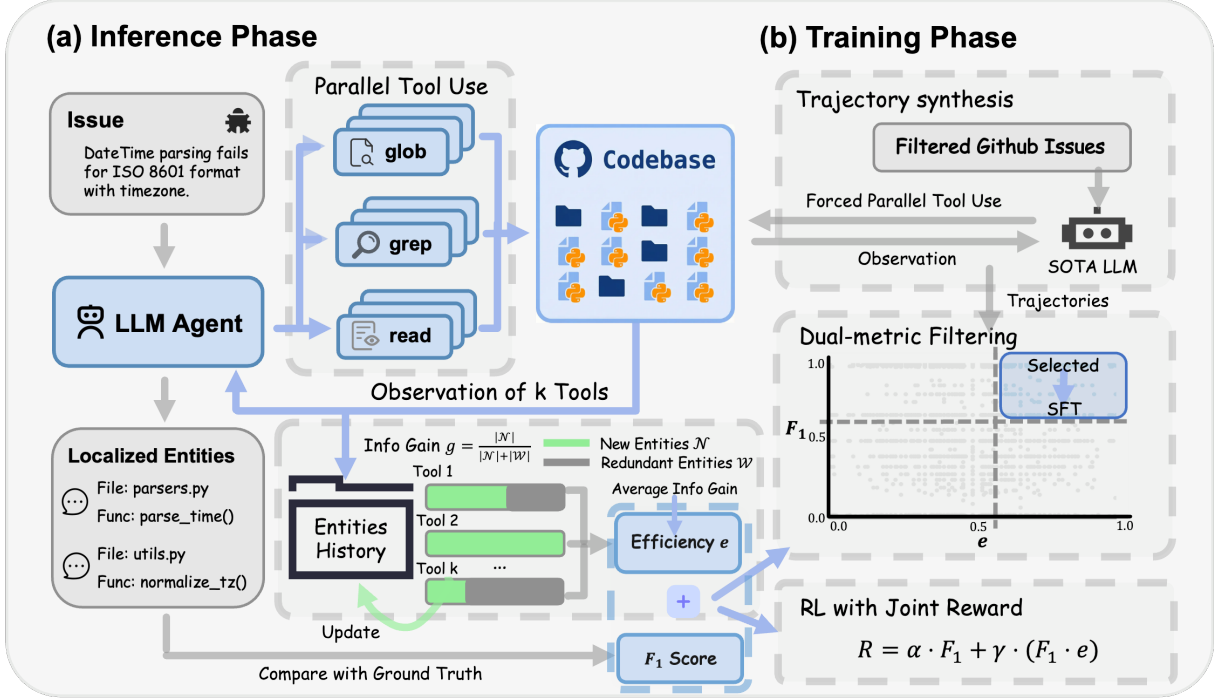 (a) Inference Phase
Issue
DateTime parsing fails
for ISO 8601 format
with timezone.
LLM Agent
Localized Entities
File: parsers.py
Func: parse_time()
File: utils.py
Func: normalize_tz()
Parallel Tool Use
glob
grep
read
Codebase
Observation of k Tools
Info Gain g = |𝒩| / (|𝒩|+|𝒲|)
New Entities 𝒩
Redundant Entities 𝒲
Entities
History
Tool 1
Tool 2
Tool k
...
Update
Average Info Gain
Efficiency e
+
F₁ Score
Compare with Ground Truth
(b) Training Phase
Trajectory synthesis
Filtered Github Issues
Forced Parallel Tool Use
Observation
SOTA LLM
Trajectories
Dual-metric Filtering
1.0
F₁
0.5
0.0
Selected
SFT
0.0
0.5
1.0
e
RL with Joint Reward
R = α · F₁ + γ · (F₁ · e)